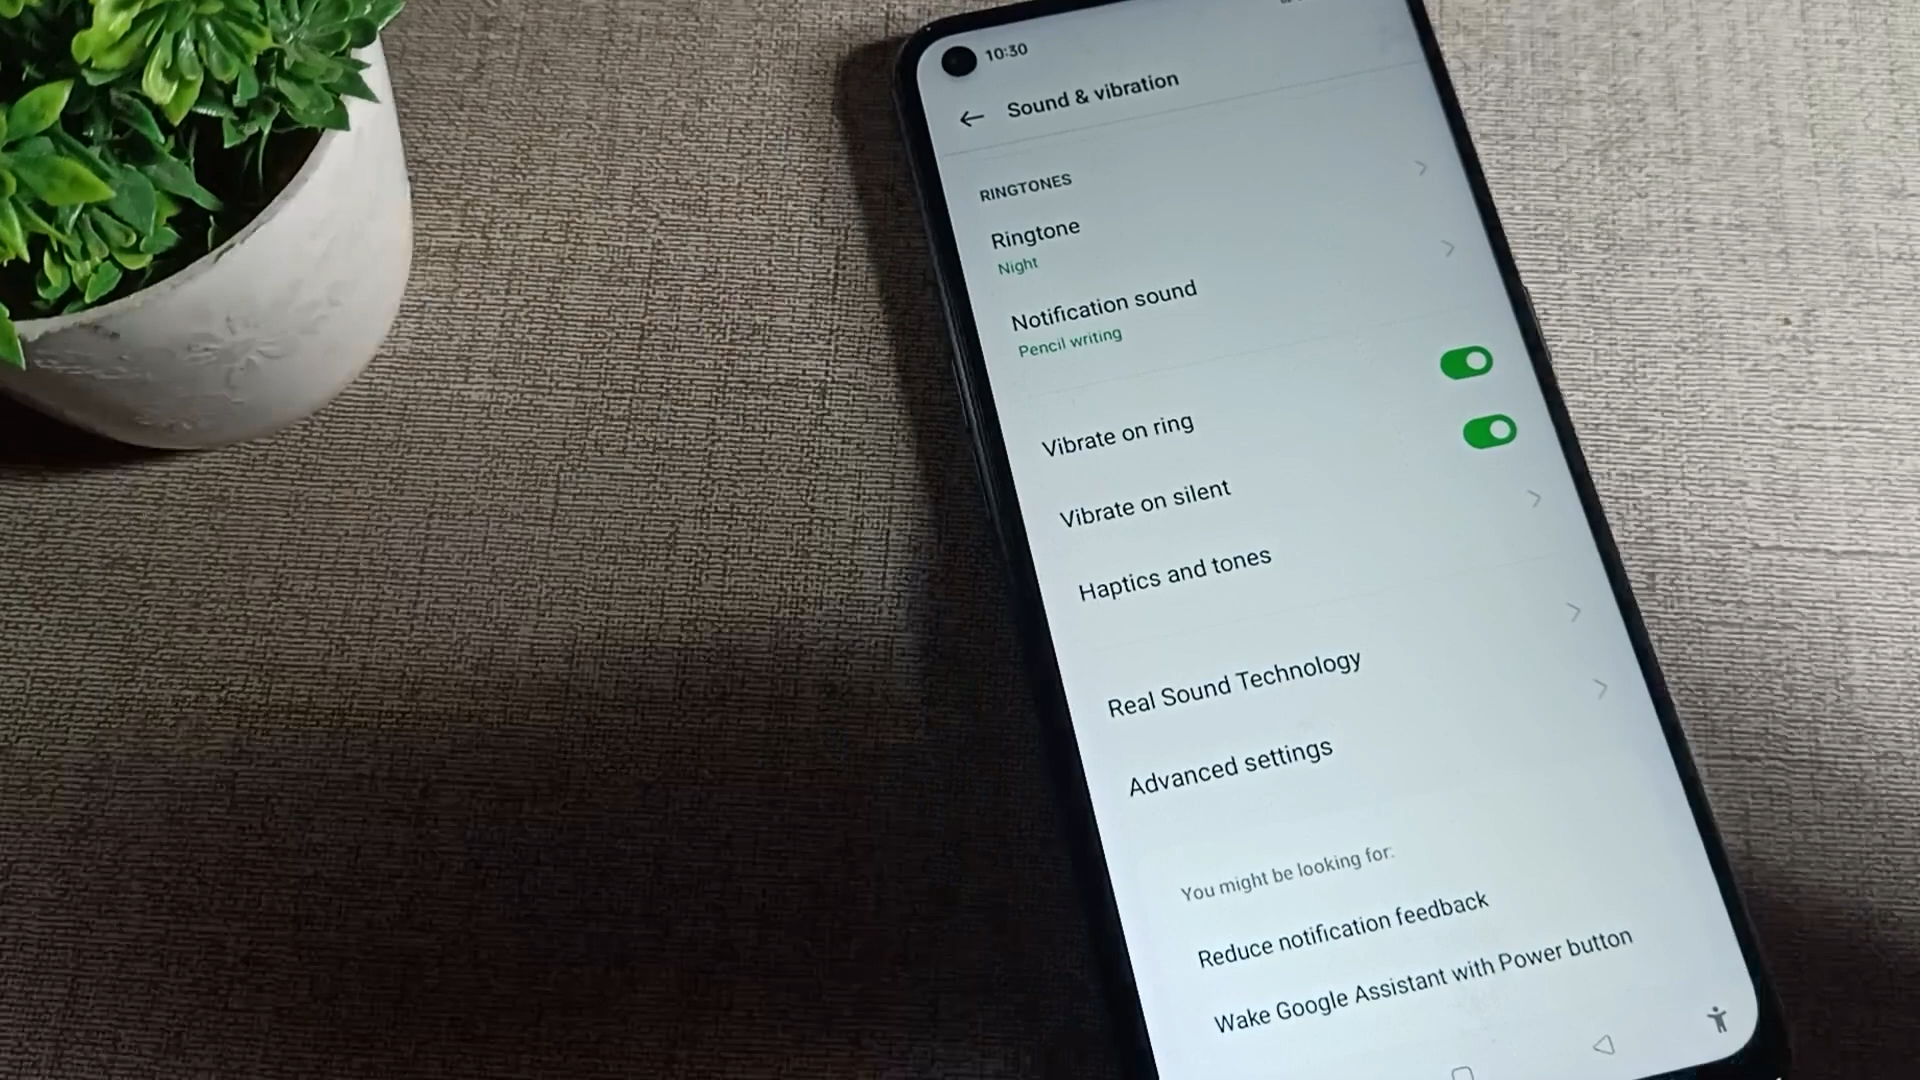 10:30
Sound & vibration
RINGTONES
Ringtone
Night
Notification sound
Pencil writing
Vibrate on ring
Vibrate on silent
Haptics and tones
Real Sound Technology
Advanced settings
You might be looking for:
Reduce notification feedback
Wake Google Assistant with Power button